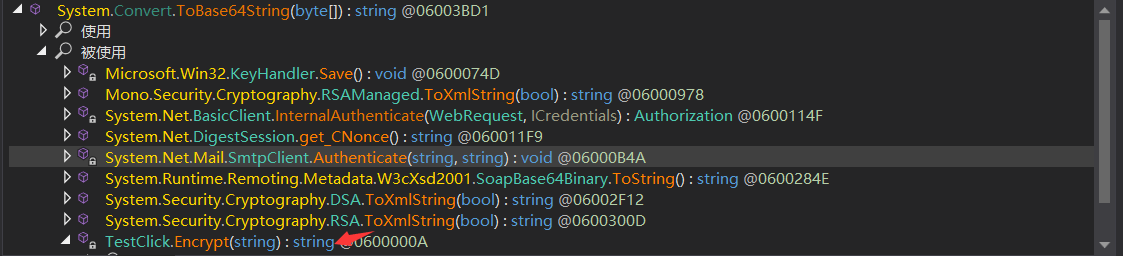 System.Convert.ToBase64String(byte[]) : string @06003BD1
使用
被使用
Microsoft.Win32.KeyHandler.Save() : void @0600074D
Mono.Security.Cryptography.RSAManaged.ToXmlString(bool) : string @06000978
System.Net.BasicClient.InternalAuthenticate(WebRequest, ICredentials) : Authorization @0600114F
System.Net.DigestSession.get_CNonce() : string @060011F9
System.Net.Mail.SmtpClient.Authenticate(string, string) : void @06000B4A
System.Runtime.Remoting.Metadata.W3cXsd2001.SoapBase64Binary.ToString() : string @0600284E
System.Security.Cryptography.DSA.ToXmlString(bool) : string @06002F12
System.Security.Cryptography.RSA.ToXmlString(bool) : string @0600300D
TestClick.Encrypt(string) : string @0600000A